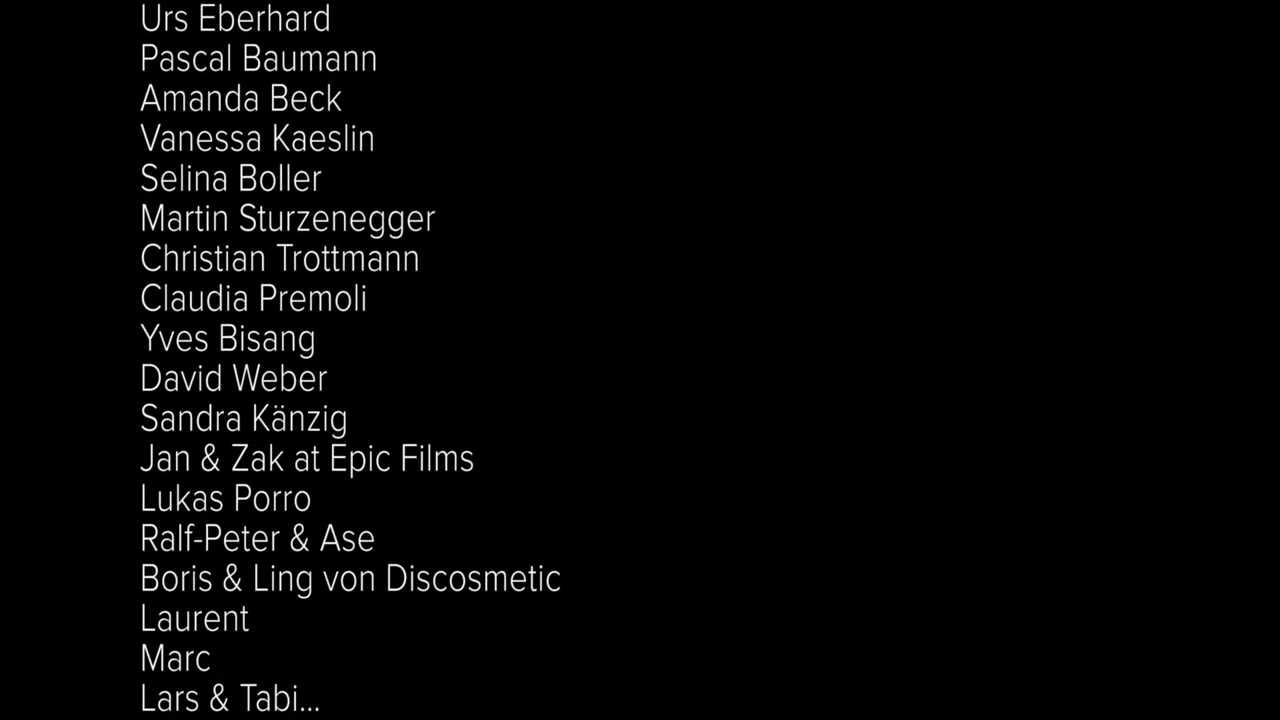 Urs Eberhard
Pascal Baumann
Amanda Beck
Vanessa Kaeslin
Selina Boller
Martin Sturzenegger
Christian Trottmann
Claudia Premoli
Yves Bisang
David Weber
Sandra Känzig
Jan & Zak at Epic Films
Lukas Porro
Ralf-Peter & Ase
Boris & Ling von Discosmetic
Laurent
Marc
Lars & Tabi...